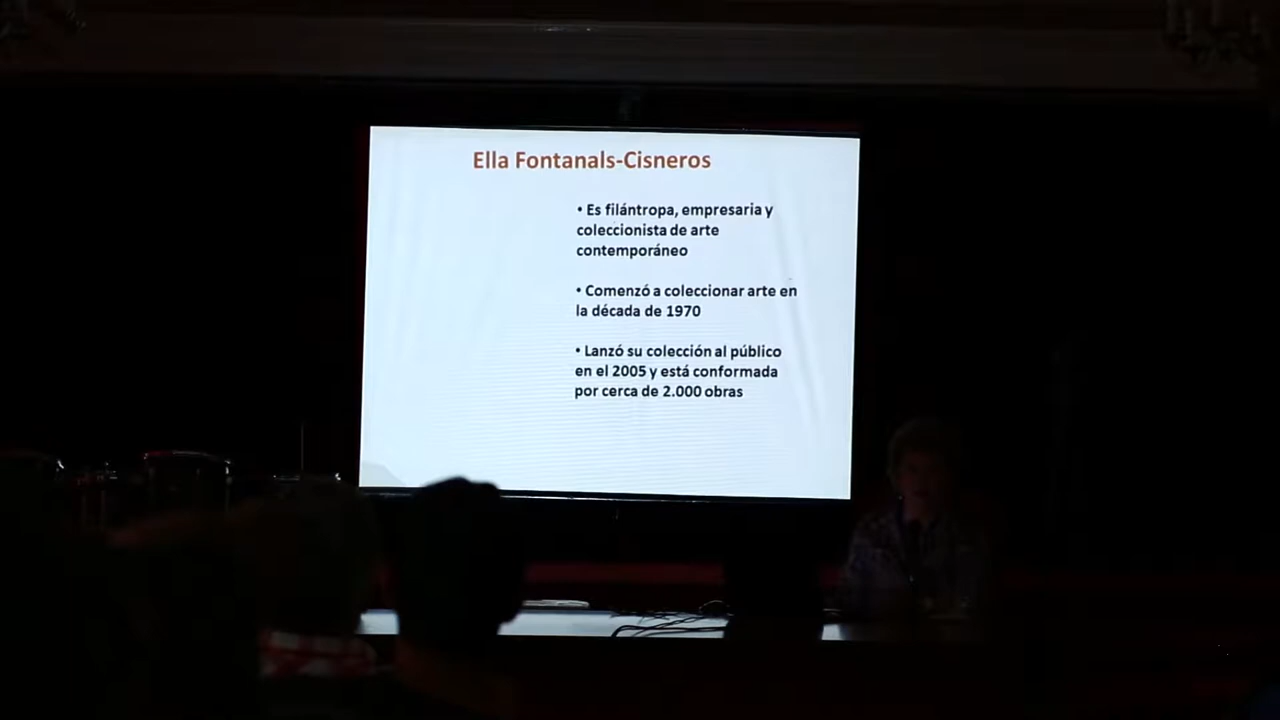 Ella Fontanals-Cisneros
• Es filántropa, empresaria y
coleccionista de arte
contemporáneo
• Comenzó a coleccionar arte en
la década de 1970
• Lanzó su colección al público
en el 2005 y está conformada
por cerca de 2.000 obras